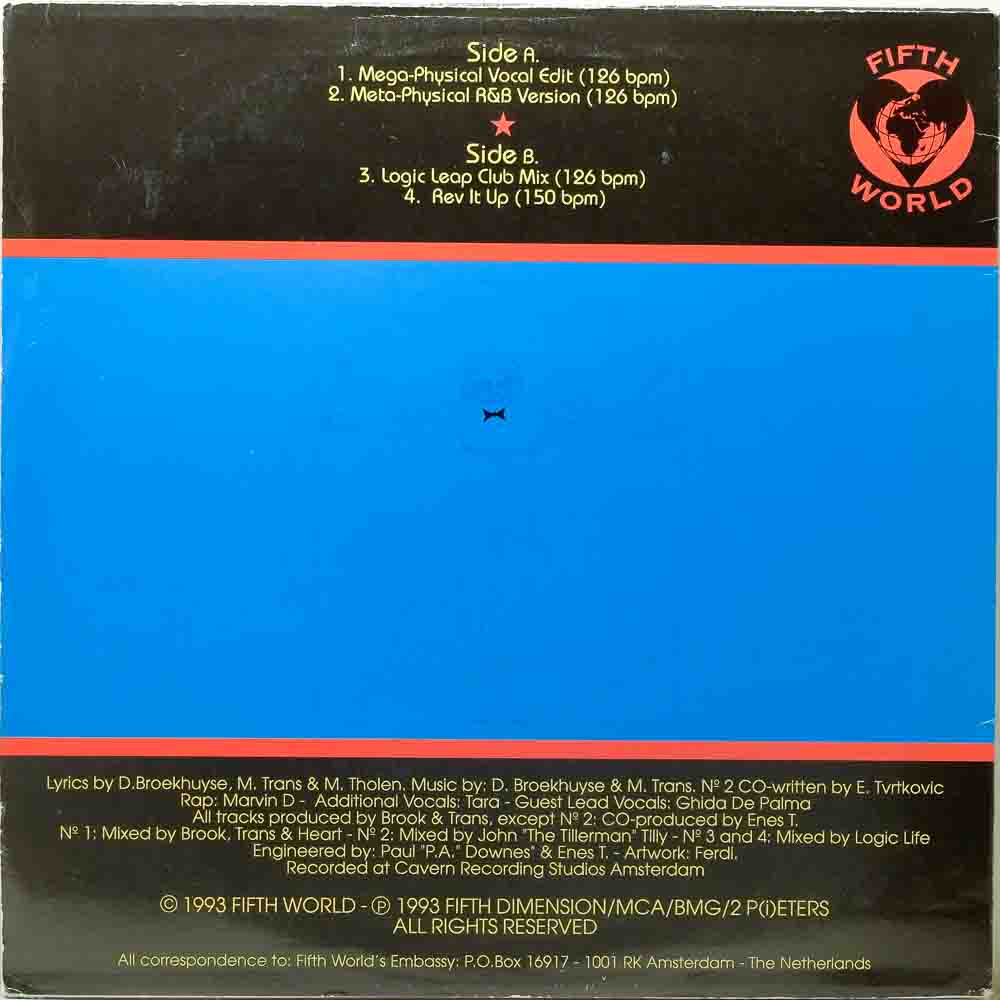 Side A.
1. Mega-Physical Vocal Edit (126 bpm)
2. Meta-Physical R&B Version (126 bpm)
Side B.
3. Logic Leap Club Mix (126 bpm)
4. Rev It Up (150 bpm)
FIFTH
WORLD
Lyrics by D.Broekhuyse, M. Trans & M. Tholen. Music by: D. Broekhuyse & M. Trans. Nº 2 CO-written by E. Tvrtkovic
Rap: Marvin D - Additional Vocals: Tara - Guest Lead Vocals: Ghida De Palma
All tracks produced by Brook & Trans, except Nº 2: CO-produced by Enes T.
Nº 1: Mixed by Brook, Trans & Heart - Nº 2: Mixed by John "The Tillerman" Tilly - Nº 3 and 4: Mixed by Logic Life
Engineered by: Paul "P.A." Downes" & Enes T. - Artwork: Ferdi.
Recorded at Cavern Recording Studios Amsterdam
© 1993 FIFTH WORLD - ℗ 1993 FIFTH DIMENSION/MCA/BMG/2 P(i)ETERS
ALL RIGHTS RESERVED
All correspondence to: Fifth World's Embassy: P.O.Box 16917 - 1001 RK Amsterdam - The Netherlands